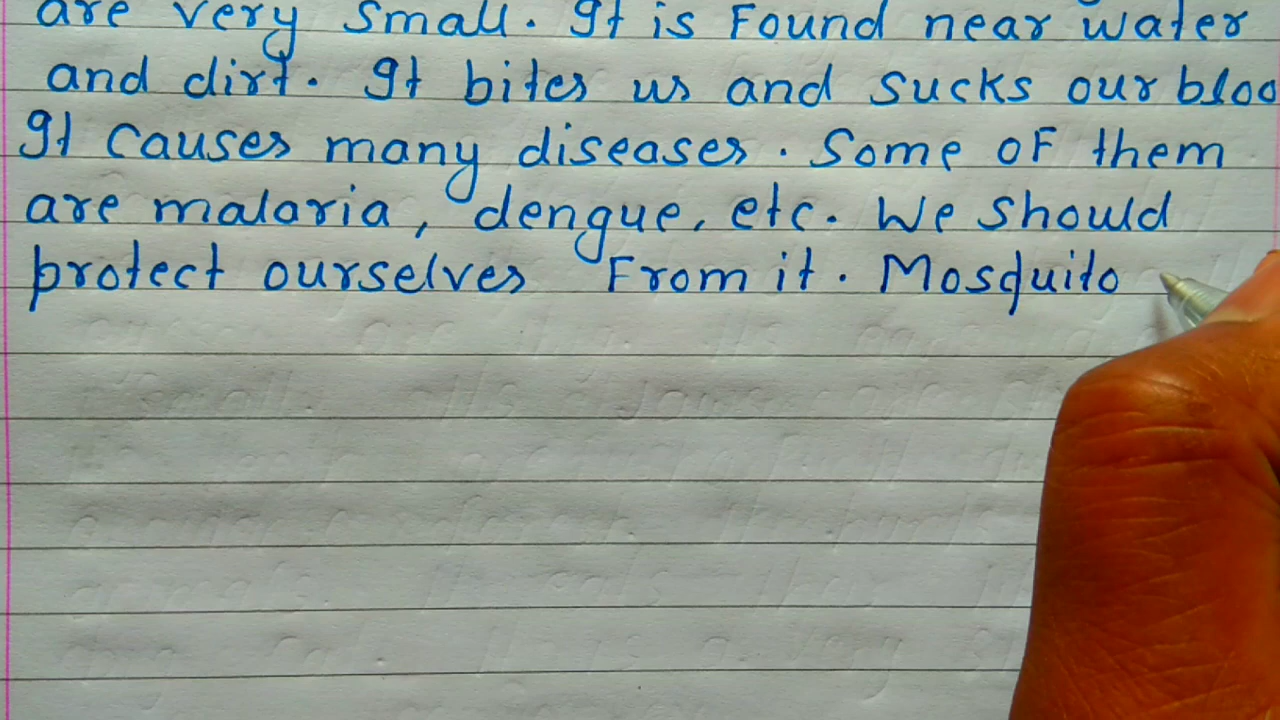 are very small. It is Found near water
and dirt. It bites us and sucks our bloo
It causes many diseases. Some oF them
are malaria, dengue, etc. We should
protect ourselves From it. Mosquito